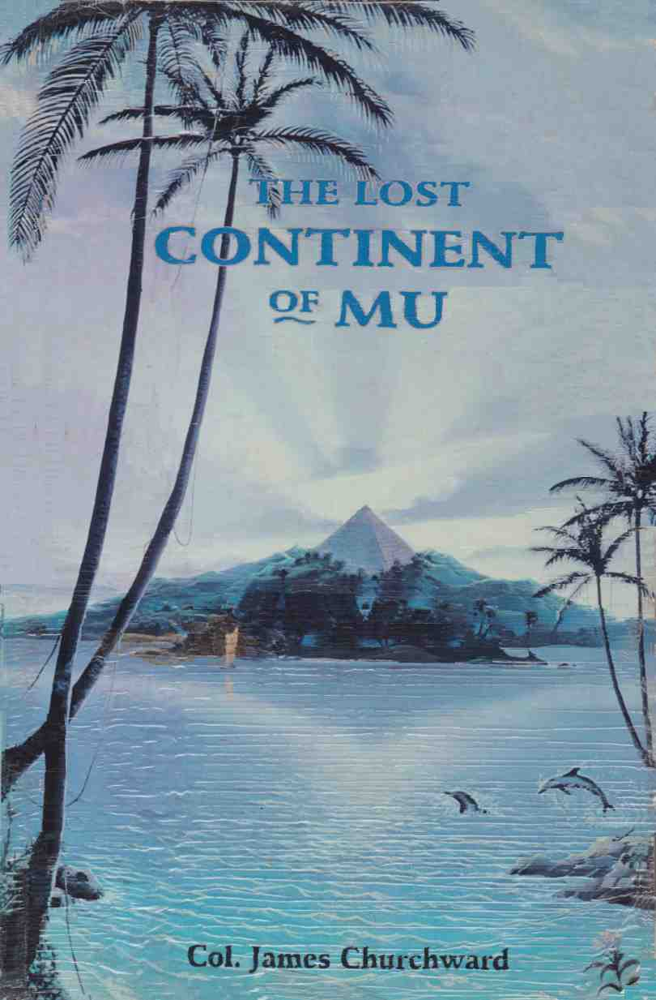 THE LOST
CONTINENT
OF MU
Col. James Churchward